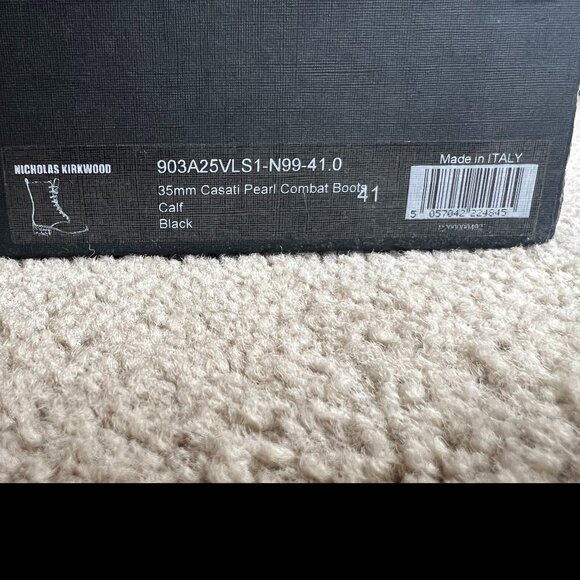 NICHOLAS KIRKWOOD
903A25VLS1-N99-41.0
35mm Casati Pearl Combat Boots
41
Calf
Black
Made in ITALY
5 057042 224845